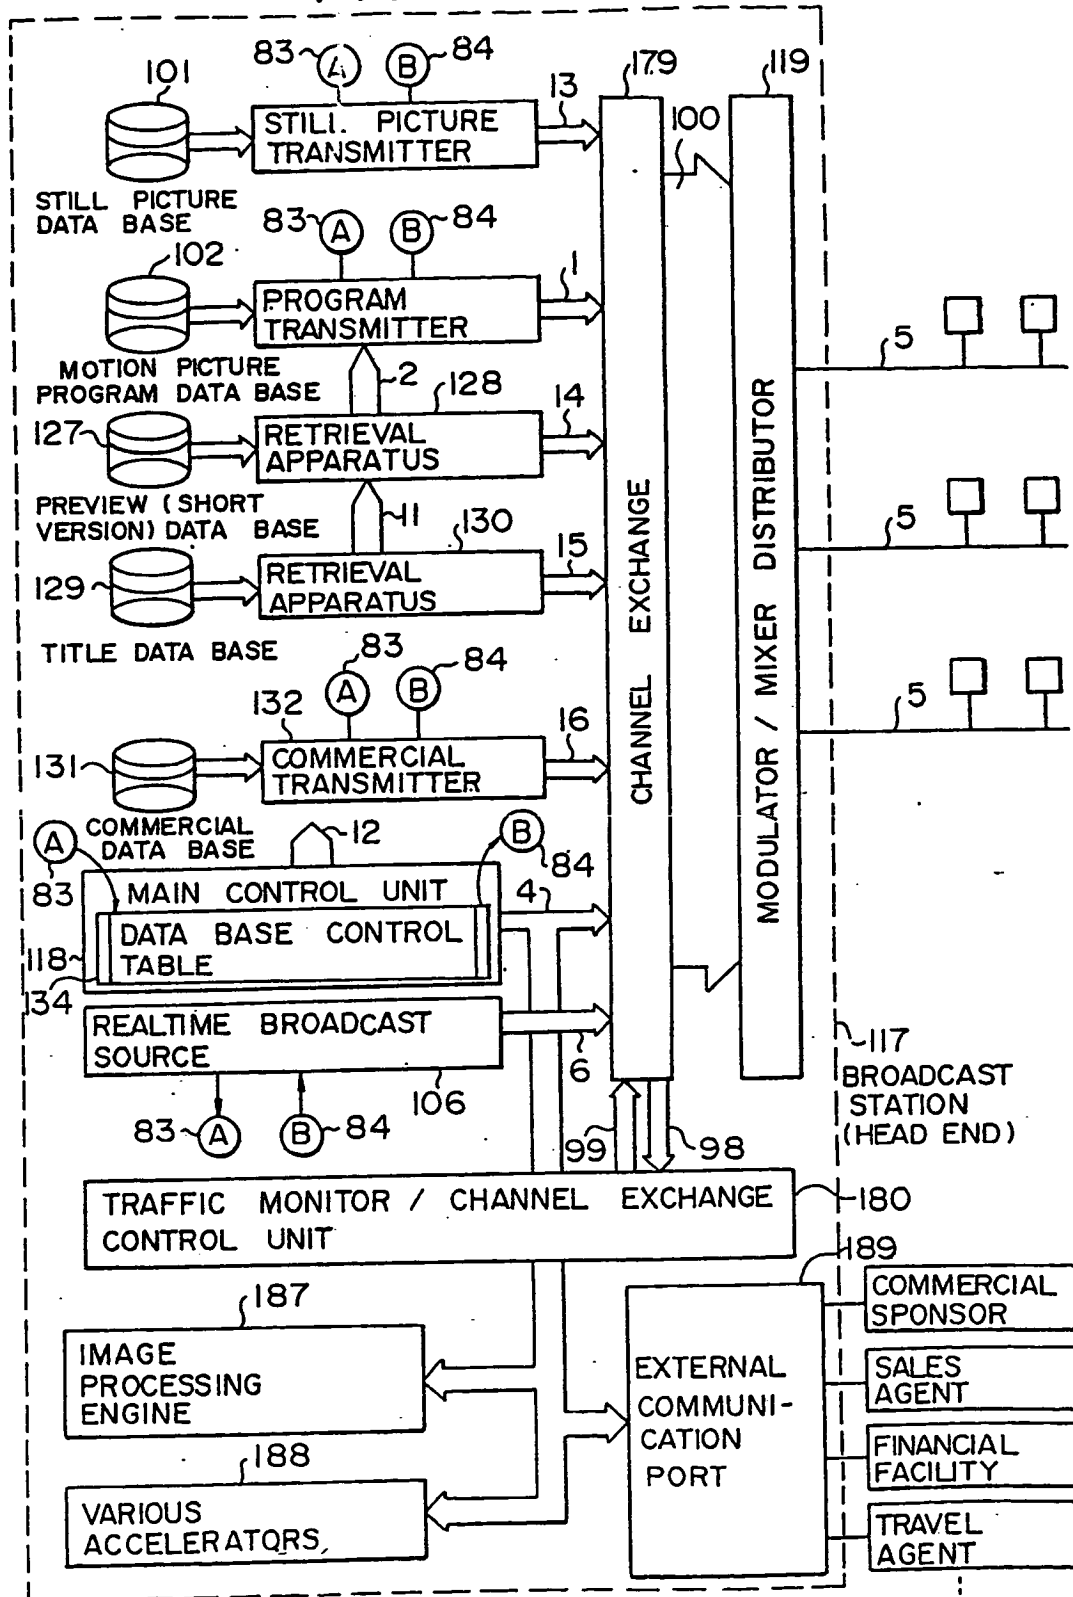 83 A B 84
101
13
179
119
100
STILL. PICTURE
TRANSMITTER
STILL PICTURE
DATA BASE
83 A B 84
102
1
PROGRAM
TRANSMITTER
MOTION PICTURE
PROGRAM DATA BASE
2
128
127
14
RETRIEVAL
APPARATUS
PREVIEW (SHORT
VERSION) DATA BASE
11
130
129
15
RETRIEVAL
APPARATUS
TITLE DATA BASE
83
A B 84
132
16
131
COMMERCIAL
TRANSMITTER
COMMERCIAL
DATA BASE
12
A
83
B
84
MAIN CONTROL UNIT
DATA BASE CONTROL
TABLE
118
134
4
REALTIME BROADCAST
SOURCE
6
106
83 A B 84
99
98
CHANNEL EXCHANGE
MODULATOR / MIXER DISTRIBUTOR
5
5
5
117
BROADCAST
STATION
(HEAD END)
TRAFFIC MONITOR / CHANNEL EXCHANGE
CONTROL UNIT
180
187
IMAGE
PROCESSING
ENGINE
188
VARIOUS
ACCELERATORS,
189
EXTERNAL
COMMUNI-
CATION
PORT
COMMERCIAL
SPONSOR
SALES
AGENT
FINANCIAL
FACILITY
TRAVEL
AGENT